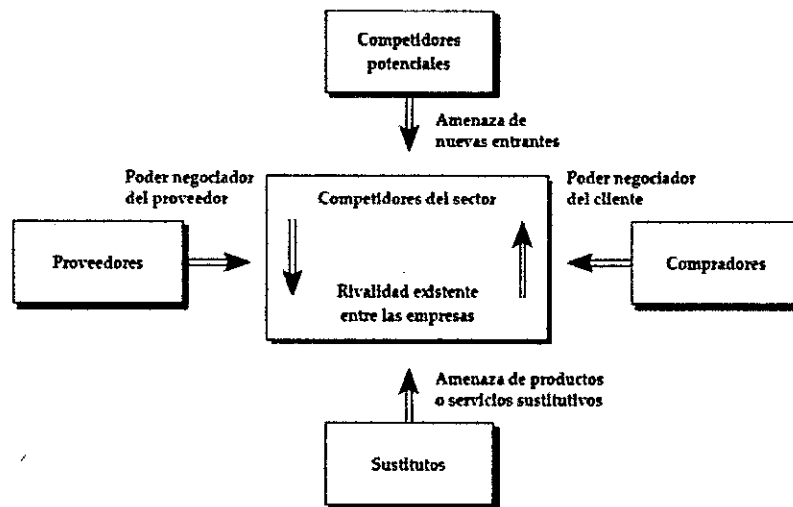 Competidores
potenciales
Amenaza de
nuevas entrantes
Poder negociador
del proveedor
Competidores del sector
Poder negociador
del cliente
Proveedores
Compradores
Rivalidad existente
entre las empresas
Amenaza de productos
o servicios sustitutivos
Sustitutos